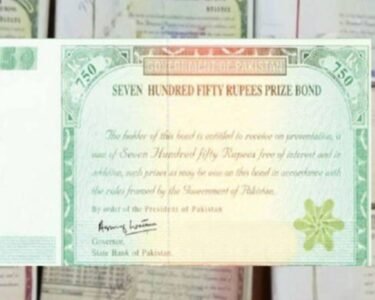 750
750
GOVERNMENT OF PAKISTAN
SEVEN HUNDRED FIFTY RUPEES PRIZE BOND
The holder of this bond is entitled to receive on presentation, a
sum of Seven Hundred fifty Rupees free of interest and in
addition, such prizes as may be won on this bond in accordance with
the rules framed by the Government of Pakistan.
By order of the President of Pakistan
Governor,
State Bank of Pakistan.